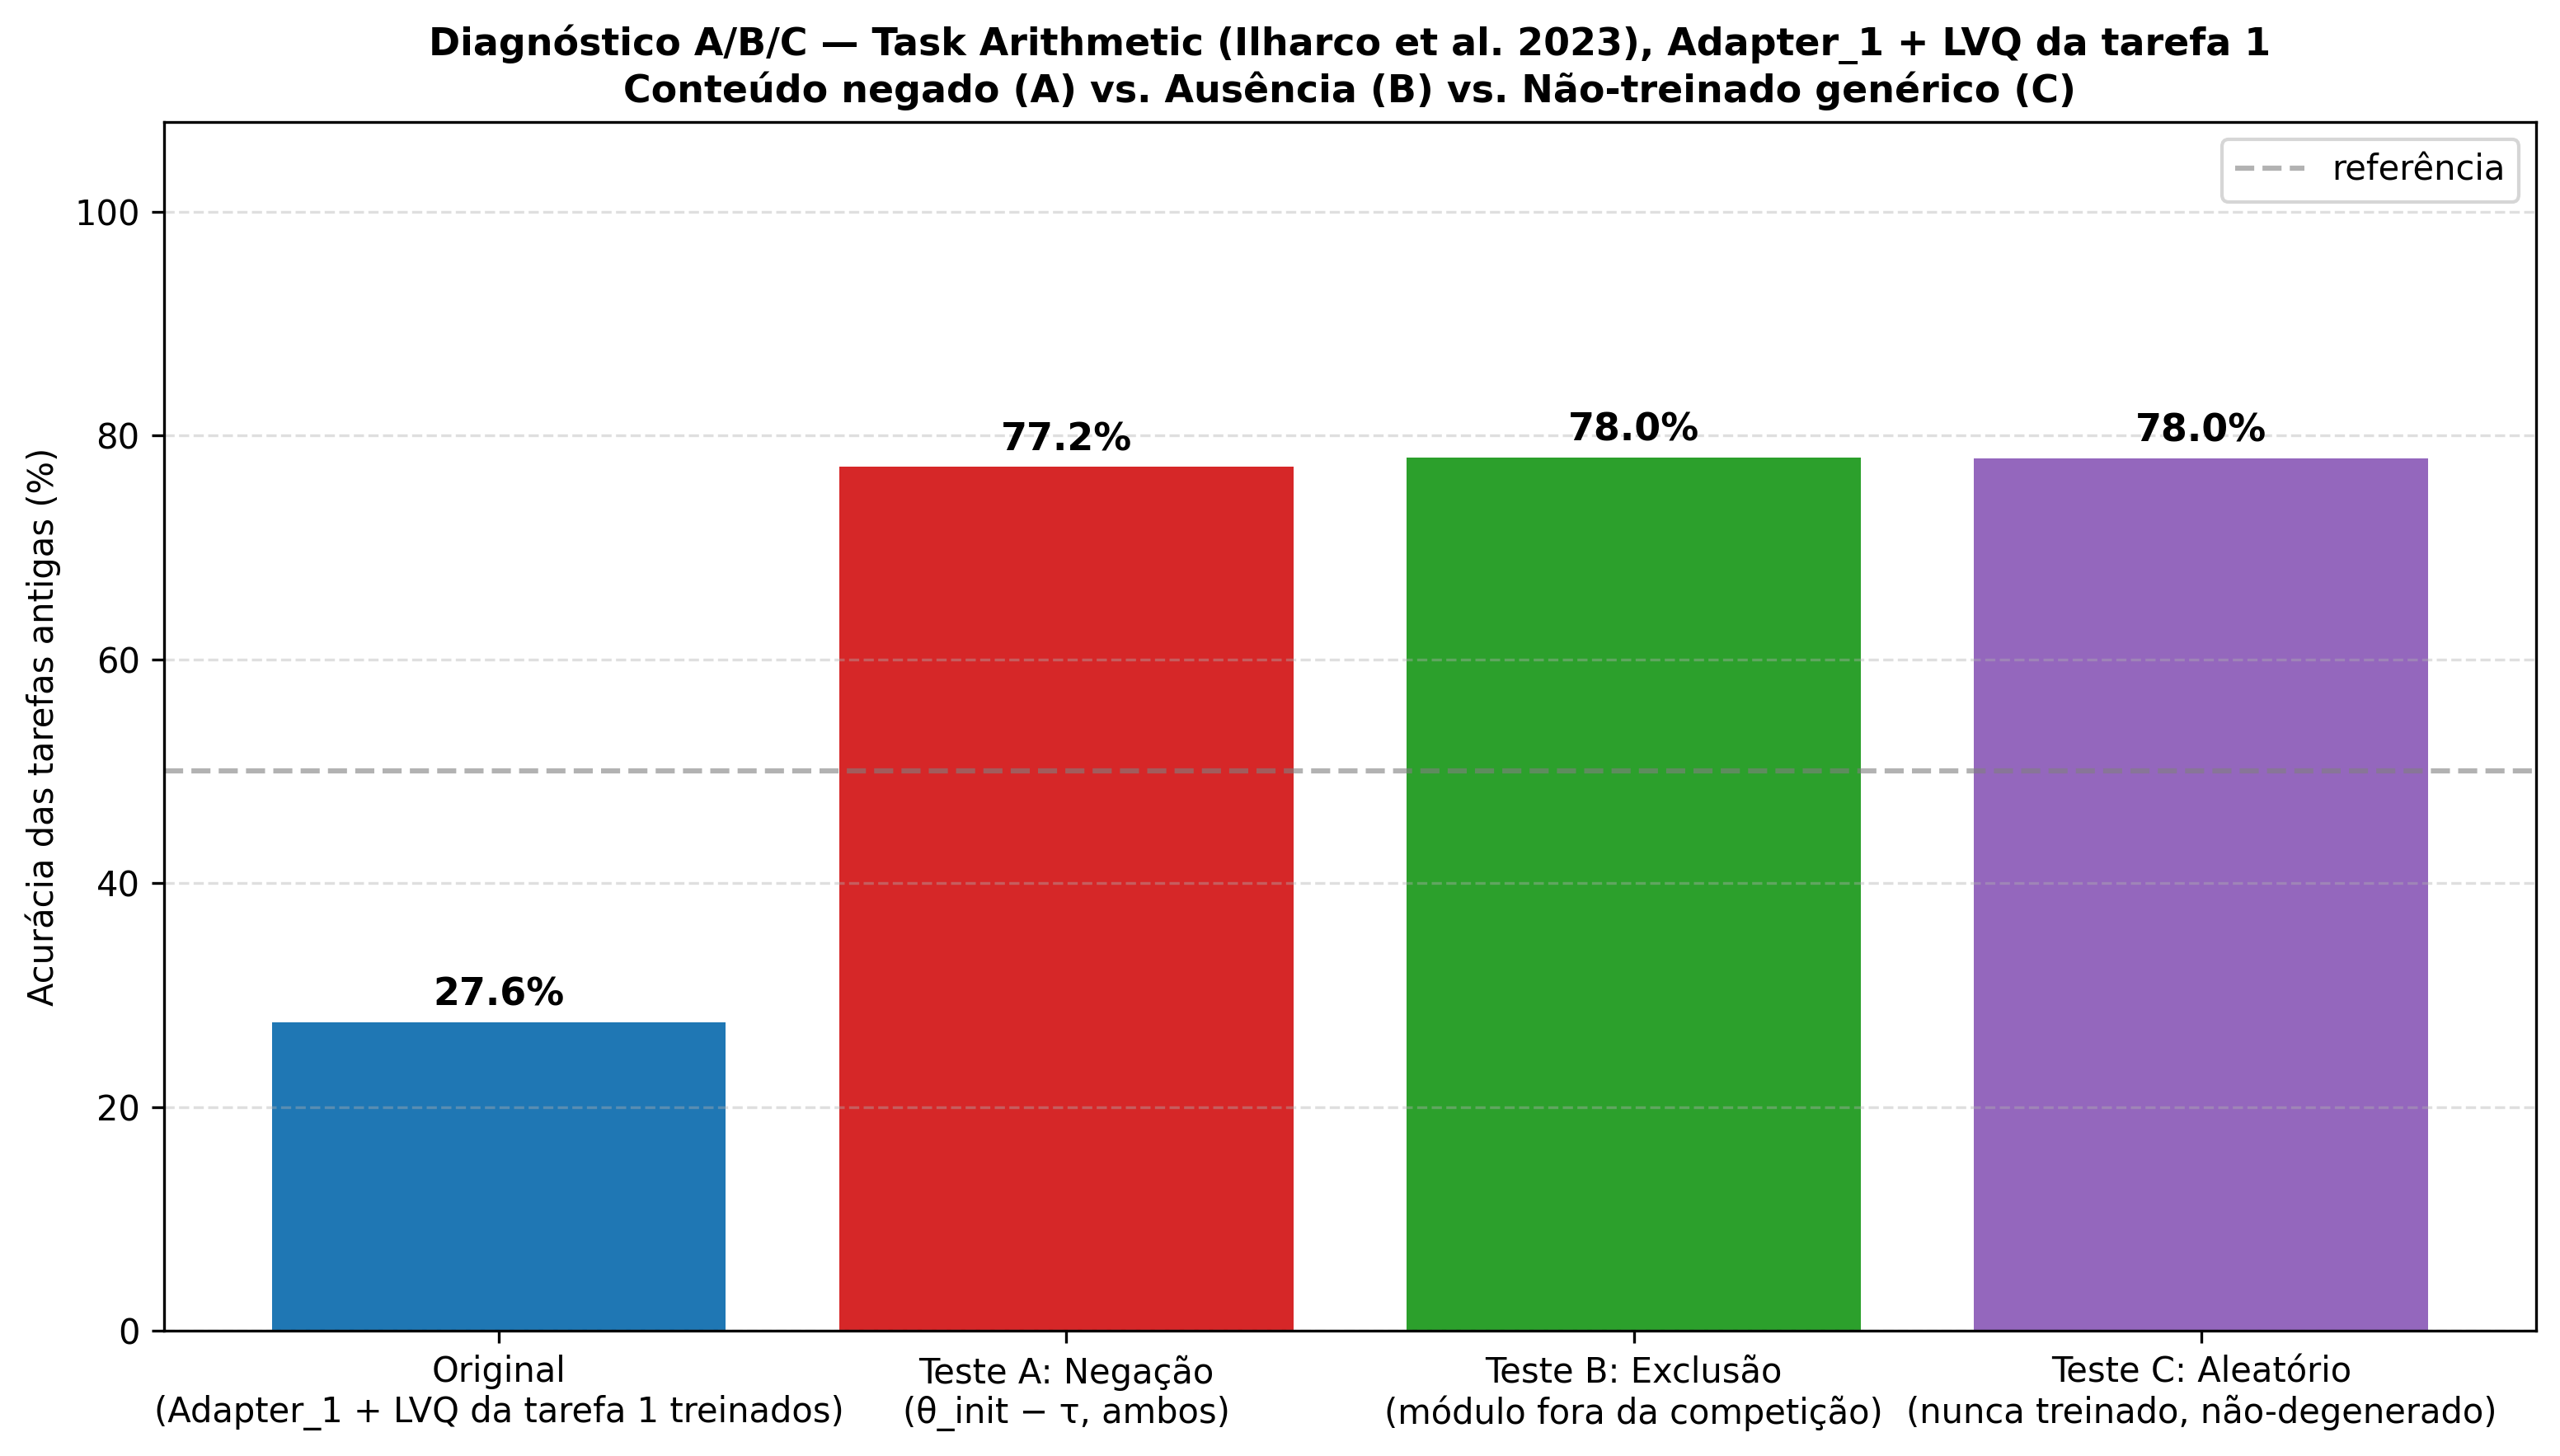 Diagnóstico A/B/C — Task Arithmetic (Ilharco et al. 2023), Adapter_1 + LVQ da tarefa 1
Conteúdo negado (A) vs. Ausência (B) vs. Não-treinado genérico (C)
referência
Acurácia das tarefas antigas (%)
100
80
60
40
20
0
27.6%
77.2%
78.0%
78.0%
Original
(Adapter_1 + LVQ da tarefa 1 treinados)
Teste A: Negação
(θ_init − τ, ambos)
Teste B: Exclusão
(módulo fora da competição)
Teste C: Aleatório
(nunca treinado, não-degenerado)